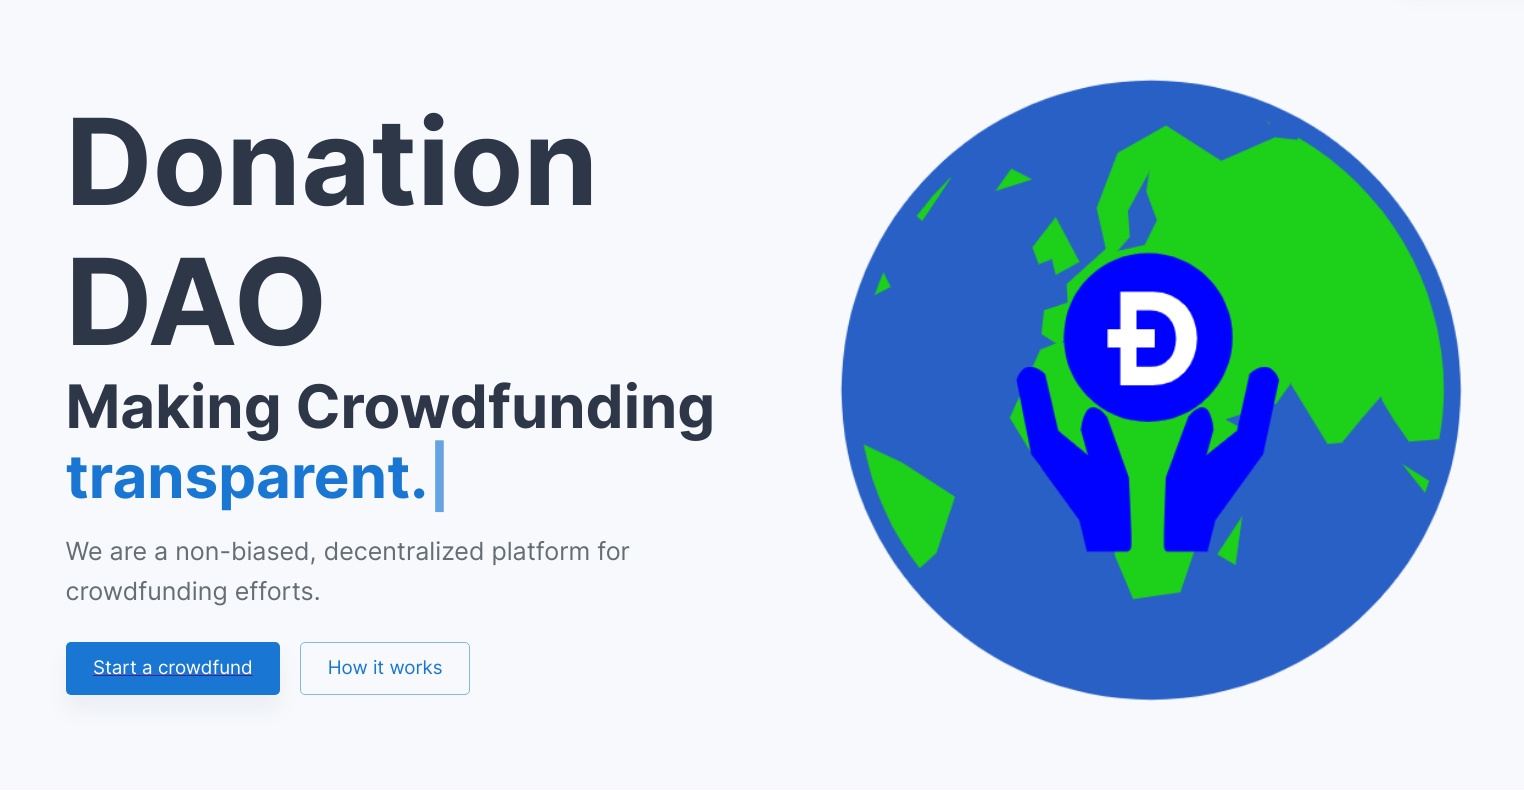 Donation
DAO
Making Crowdfunding
transparent.
We are a non-biased, decentralized platform for
crowdfunding efforts.
Start a crowdfund
How it works
Đ